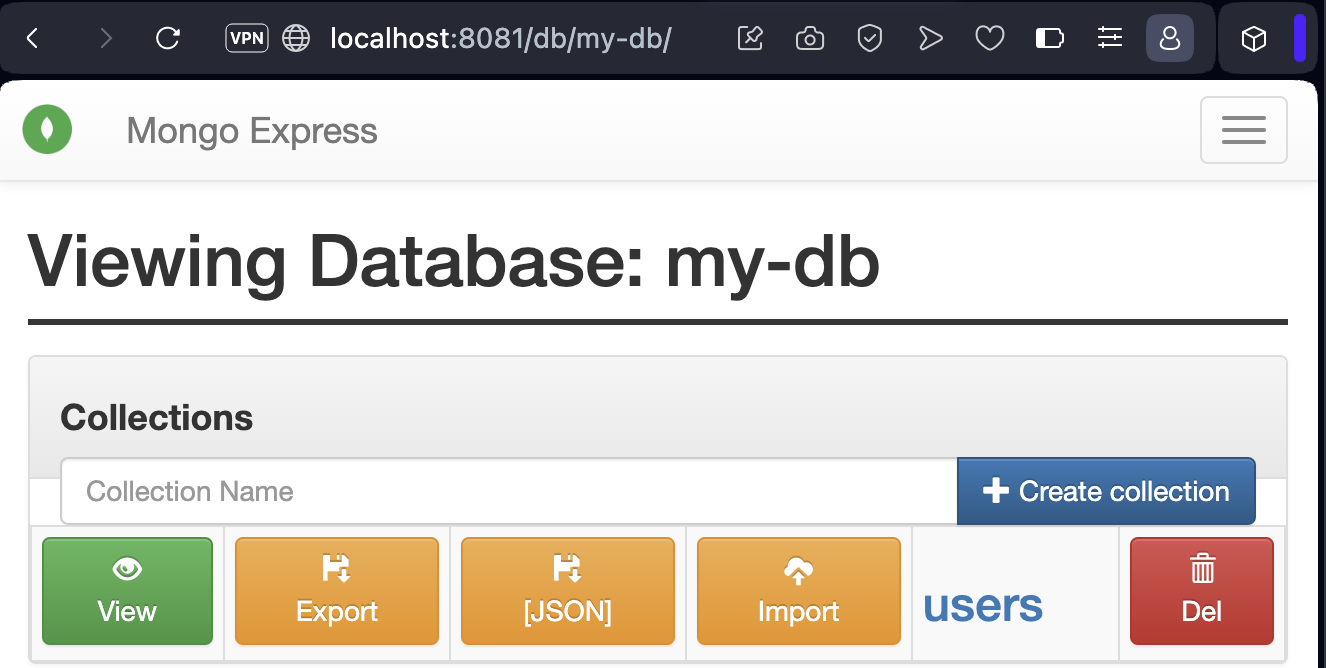 VPN localhost:8081/db/my-db/
Mongo Express
Viewing Database: my-db
Collections
Collection Name
Create collection
View Export [JSON] Import users Del